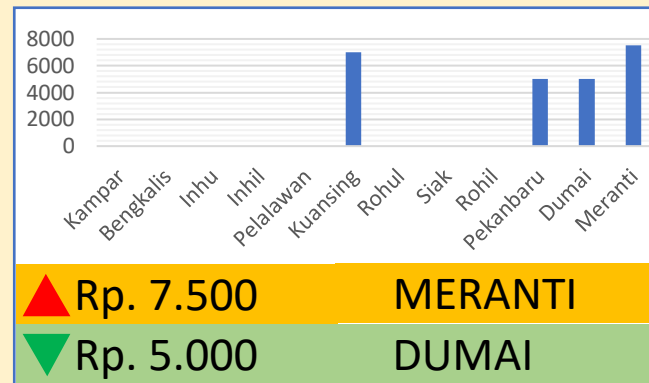 8000
6000
4000
2000
0
Kampar
Bengkalis
Inhu
Inhil
Pelalawan
Kuansing
Rohul
Siak
Rohil
Pekanbaru
Dumai
Meranti
Rp. 7.500 MERANTI
Rp. 5.000 DUMAI